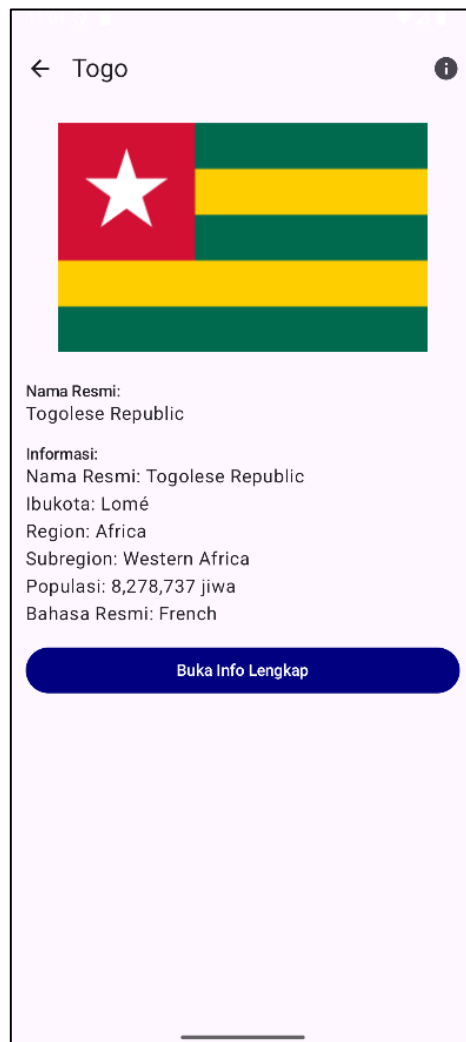 Togo
Nama Resmi:
Togolese Republic
Informasi:
Nama Resmi: Togolese Republic
Ibukota: Lomé
Region: Africa
Subregion: Western Africa
Populasi: 8,278,737 jiwa
Bahasa Resmi: French
Buka Info Lengkap